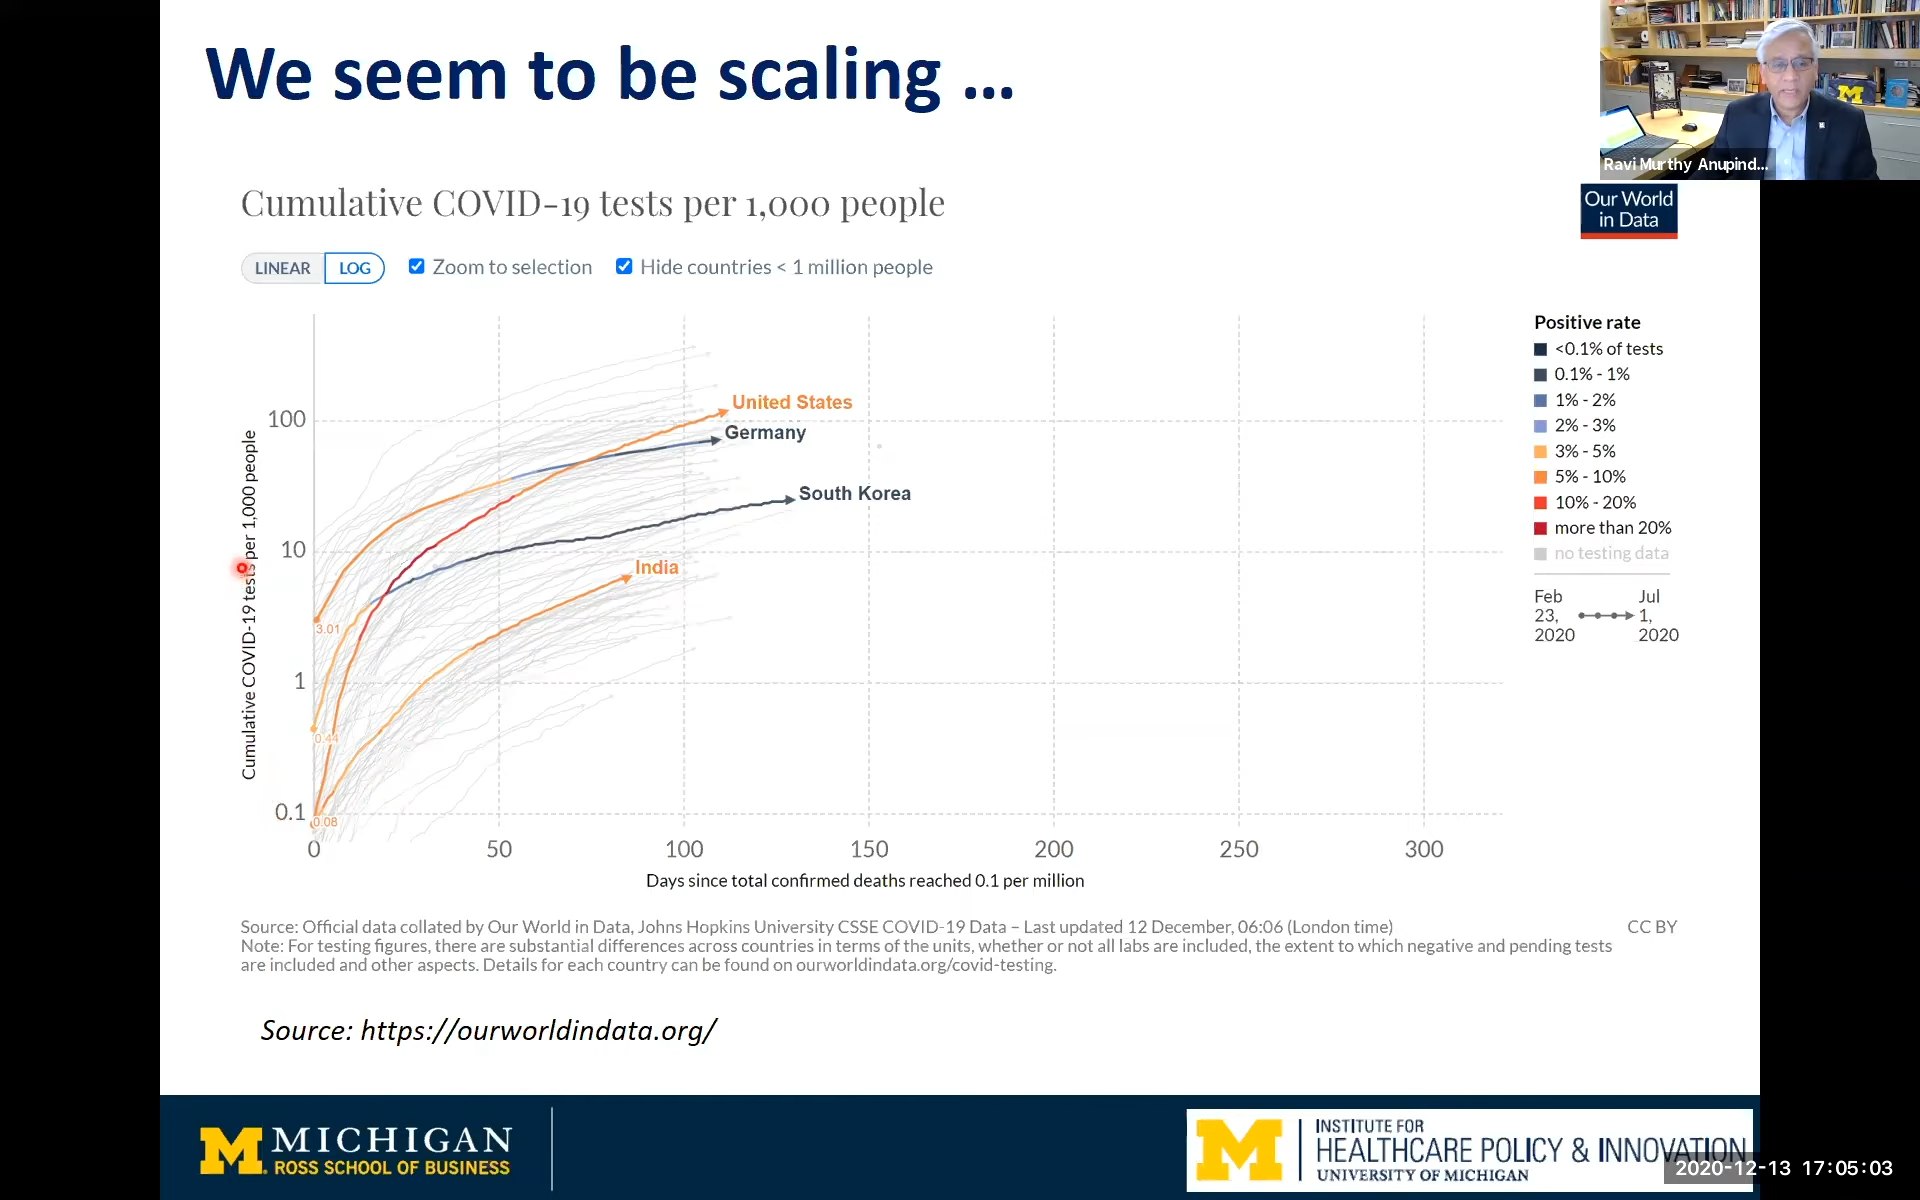 We seem to be scaling ...
Ravi Murthy Anupind...
Our World
in Data
Cumulative COVID-19 tests per 1,000 people
LINEAR LOG Zoom to selection Hide countries < 1 million people
Cumulative COVID-19 tests per 1,000 people
100
10
1
0.1
United States
Germany
South Korea
India
3.01
0.44
0.08
0 50 100 150 200 250 300
Days since total confirmed deaths reached 0.1 per million
Positive rate
<0.1% of tests
0.1% - 1%
1% - 2%
2% - 3%
3% - 5%
5% - 10%
10% - 20%
more than 20%
no testing data
Feb
23,
2020
Jul
1,
2020
Source: Official data collated by Our World in Data, Johns Hopkins University CSSE COVID-19 Data – Last updated 12 December, 06:06 (London time)
CC BY
Note: For testing figures, there are substantial differences across countries in terms of the units, whether or not all labs are included, the extent to which negative and pending tests
are included and other aspects. Details for each country can be found on ourworldindata.org/covid-testing.
Source: https://ourworldindata.org/
M MICHIGAN
ROSS SCHOOL OF BUSINESS
M
INSTITUTE FOR
HEALTHCARE POLICY & INNOVATION
UNIVERSITY OF MICHIGAN
2020-12-13 17:05:03